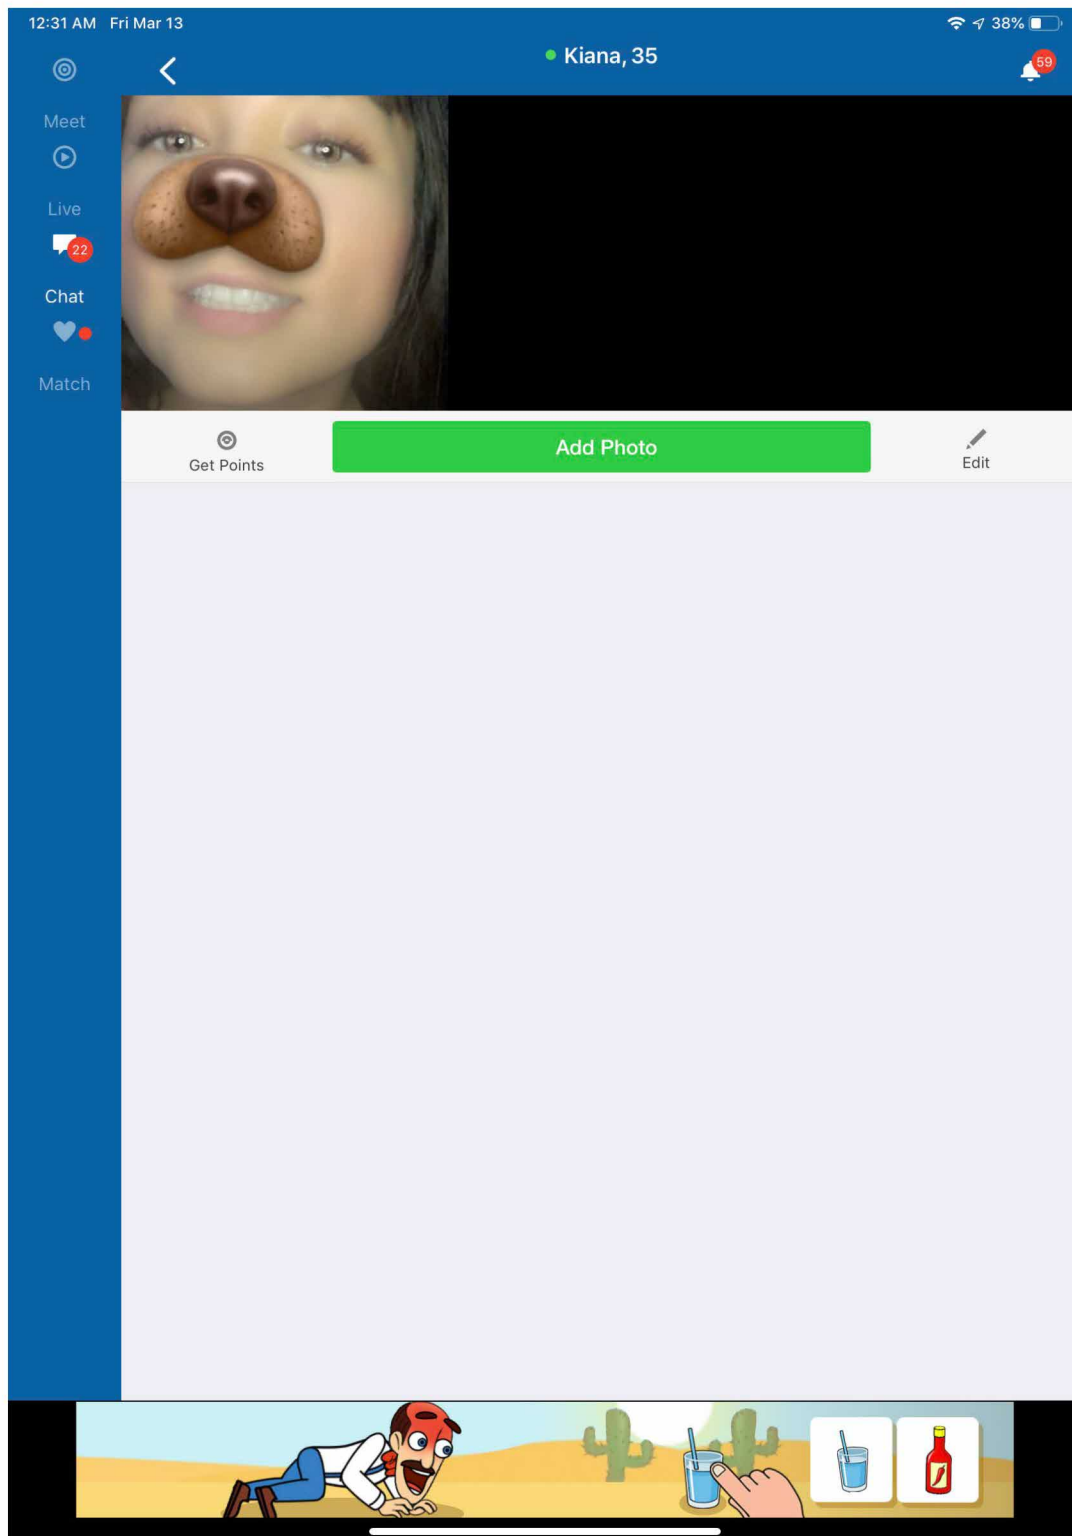 12:31 AM Fri Mar 13
38%
Kiana, 35
59
Meet
Live
22
Chat
Match
Get Points
Add Photo
Edit